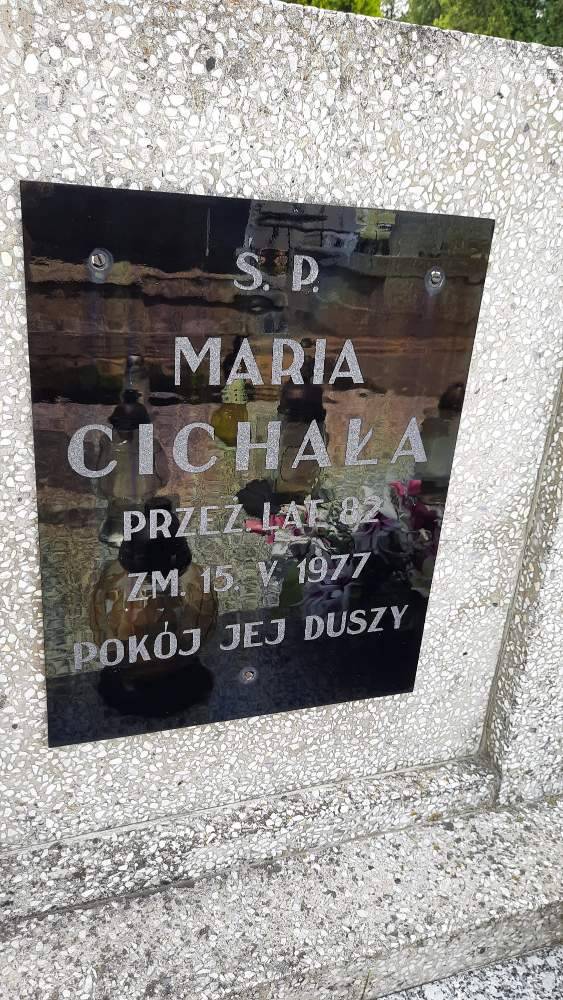 Ś. P.
MARIA
CICHAŁA
PRZEŻ. LAT 82
ZM. 15. V. 1977
POKÓJ JEJ DUSZY